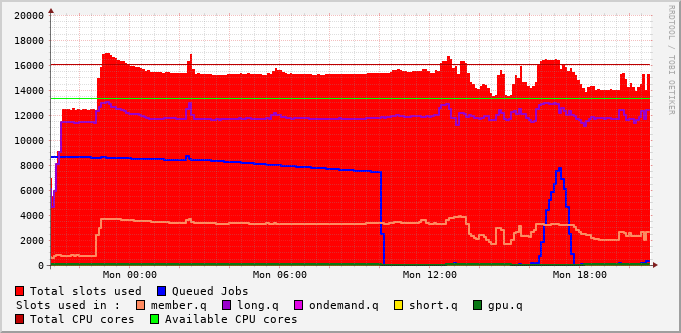 20000
18000
16000
14000
12000
10000
8000
6000
4000
2000
0
Mon 00:00 Mon 06:00 Mon 12:00 Mon 18:00
RRDTOOL / TOBI OETIKER
Total slots used Queued Jobs
Slots used in : member.q long.q ondemand.q short.q gpu.q
Total CPU cores Available CPU cores